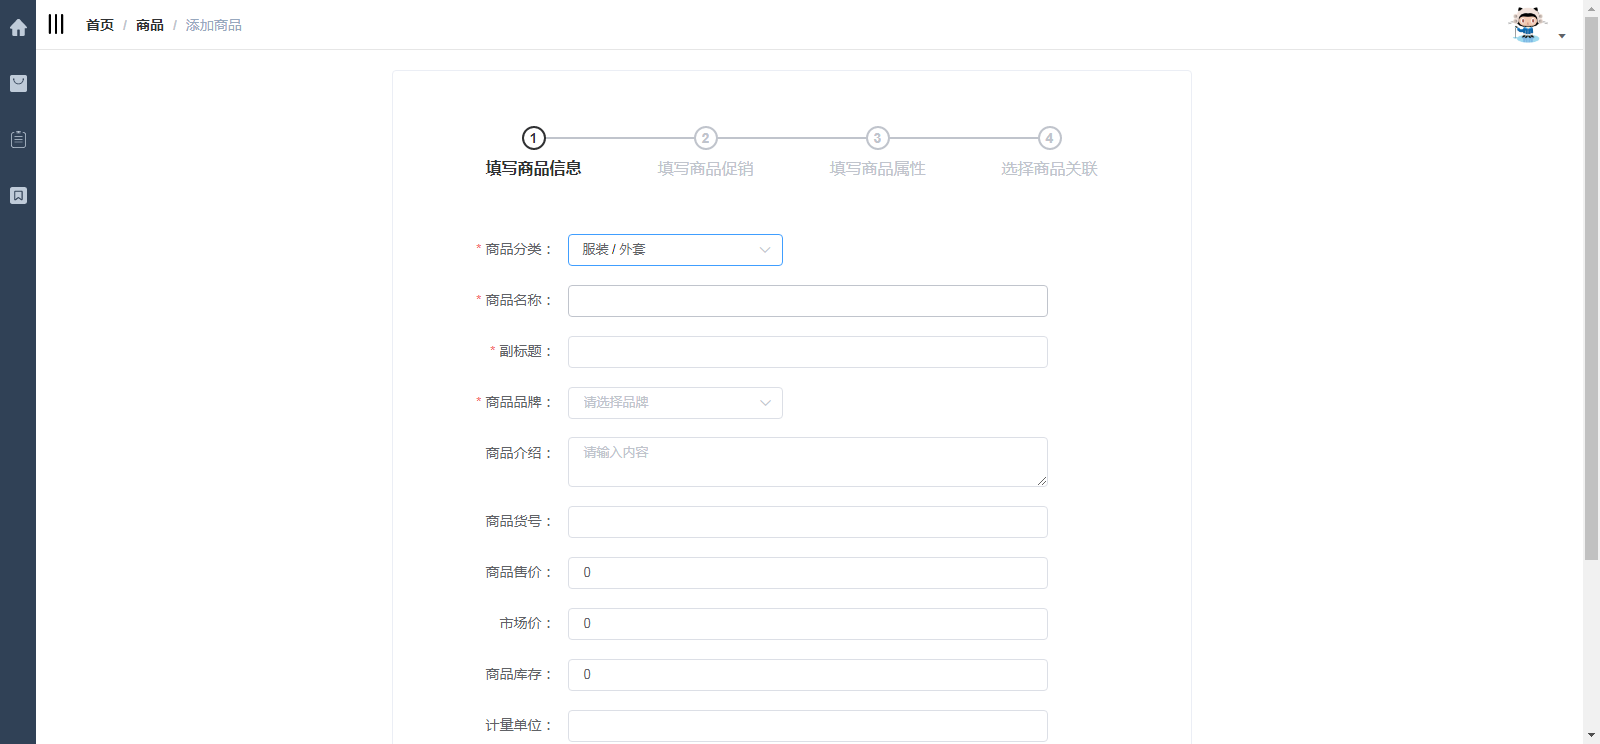 首页 / 商品 / 添加商品
1 2 3 4
填写商品信息 填写商品促销 填写商品属性 选择商品关联
* 商品分类： 服装 / 外套
* 商品名称：
* 副标题：
* 商品品牌： 请选择品牌
商品介绍： 请输入内容
商品货号：
商品售价： 0
市场价： 0
商品库存： 0
计量单位：